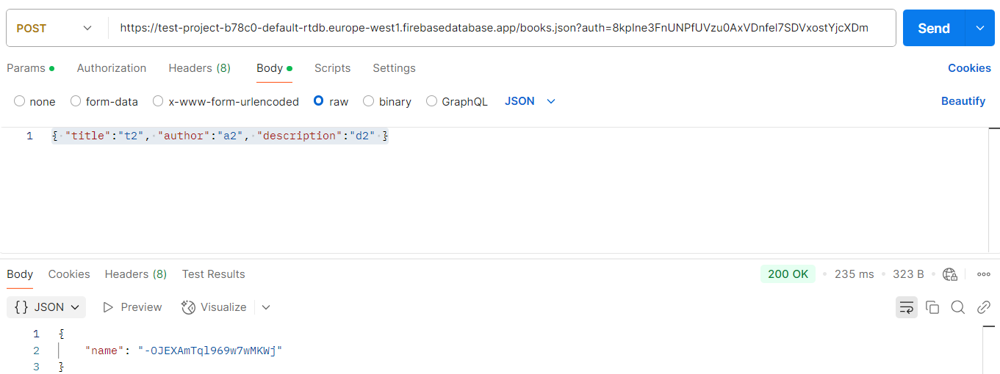 POST https://test-project-b78c0-default-rtdb.europe-west1.firebasedatabase.app/books.json?auth=8kpIne3FnUNPfUVzu0AxVDnfel7SDVxostYjcXDm Send
Params Authorization Headers (8) Body Scripts Settings Cookies
none form-data x-www-form-urlencoded raw binary GraphQL JSON Beautify
1 { "title":"t2", "author":"a2", "description":"d2" }
Body Cookies Headers (8) Test Results 200 OK 235 ms 323 B
{} JSON Preview Visualize
1 {
2 "name": "-OJEXAmTql969w7wMKWj"
3 }